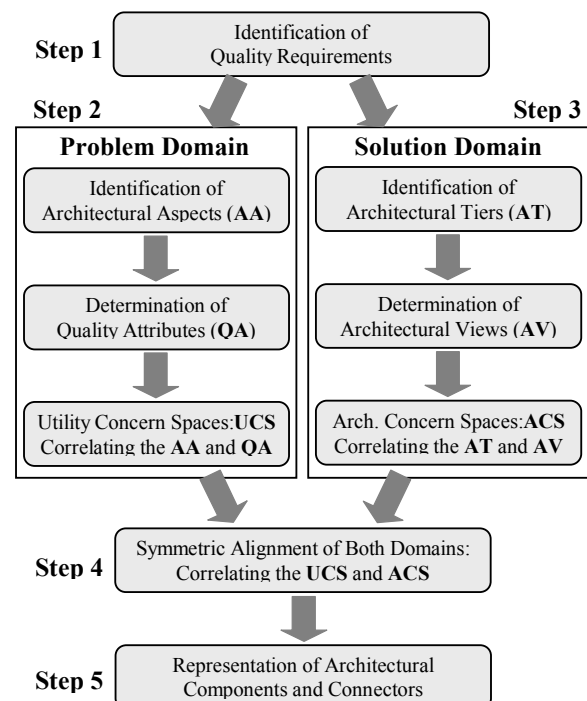 Step 1
Identification of
Quality Requirements
Step 2
Step 3
Problem Domain
Identification of
Architectural Aspects (AA)
Determination of
Quality Attributes (QA)
Utility Concern Spaces:UCS
Correlating the AA and QA
Solution Domain
Identification of
Architectural Tiers (AT)
Determination of
Architectural Views (AV)
Arch. Concern Spaces:ACS
Correlating the AT and AV
Step 4
Symmetric Alignment of Both Domains:
Correlating the UCS and ACS
Step 5
Representation of Architectural
Components and Connectors